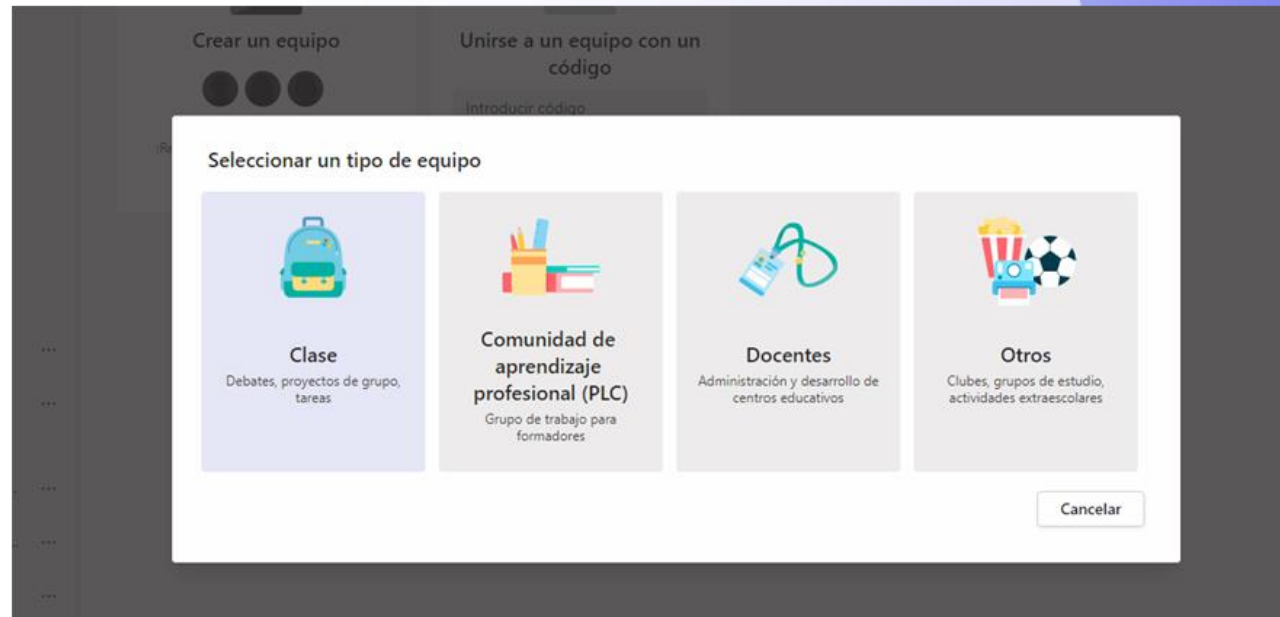 Crear un equipo
Unirse a un equipo con un
código
Introducir código
Seleccionar un tipo de equipo
Clase
Debates, proyectos de grupo,
tareas
Comunidad de
aprendizaje
profesional (PLC)
Grupo de trabajo para
formadores
Docentes
Administración y desarrollo de
centros educativos
Otros
Clubes, grupos de estudio,
actividades extraescolares
Cancelar